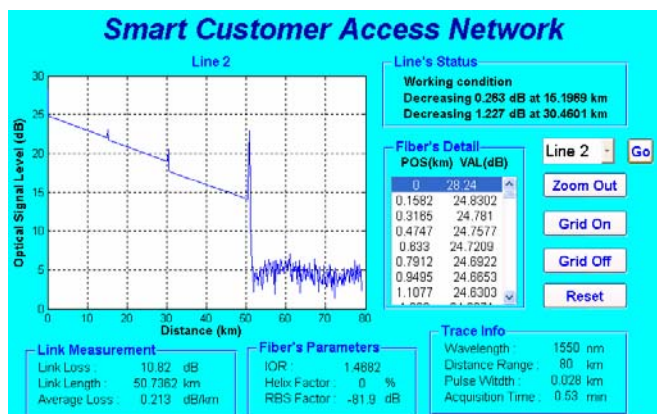 Smart Customer Access Network
Line 2
30
25
20
15
10
5
0
0 10 20 30 40 50 60 70 80
Optical Signal Level (dB)
Distance (km)
Line's Status
Working condition
Decreasing 0.263 dB at 15.1969 km
Decreasing 1.227 dB at 30.4601 km
Fiber's Detail
POS(km) VAL(dB)
0 28.24
0.1582 24.8302
0.3165 24.781
0.4747 24.7577
0.633 24.7209
0.7912 24.6922
0.9495 24.6653
1.1077 24.6303
Line 2
Go
Zoom Out
Grid On
Grid Off
Reset
Link Measurement
Link Loss : 10.82 dB
Link Length : 50.7362 km
Average Loss : 0.213 dB/km
Fiber's Parameters
IOR : 1.4882
Helix Factor : 0 %
RBS Factor : -81.9 dB
Trace Info
Wavelength : 1550 nm
Distance Range : 80 km
Pulse Witdth : 0.028 km
Acquisition Time : 0.53 min